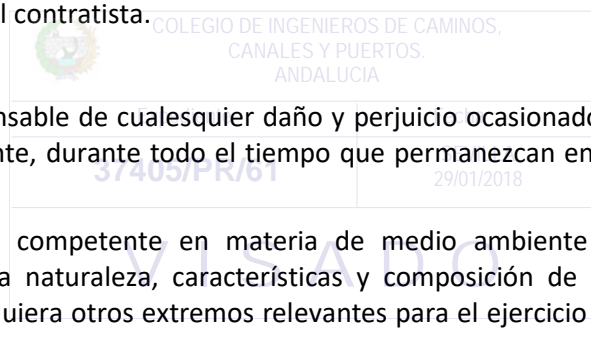 l contratista.
COLEGIO DE INGENIEROS DE CAMINOS,
CANALES Y PUERTOS.
ANDALUCIA
nsable de cualesquier daño y perjuicio ocasionado
nte, durante todo el tiempo que permanezcan en
37405/PR/61
29/01/2018
competente en materia de medio ambiente
VISADO
a naturaleza, características y composición de
uiera otros extremos relevantes para el ejercicio